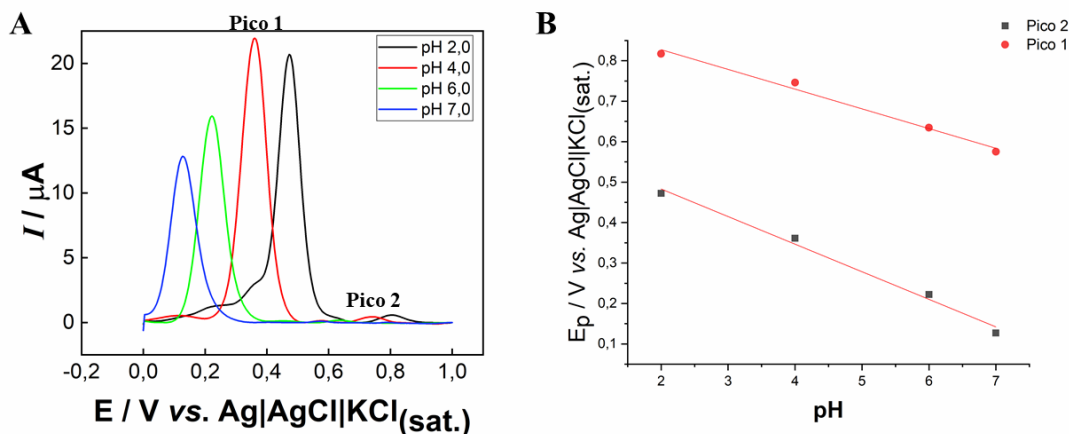 A
Pico 1
pH 2,0
pH 4,0
pH 6,0
pH 7,0
20
15
10
5
0
I / µA
Pico 2
-0,2 0,0 0,2 0,4 0,6 0,8 1,0
E / V vs. Ag|AgCl|KCl(sat.)
B
Pico 2
Pico 1
0,8
0,7
0,6
0,5
0,4
0,3
0,2
0,1
Ep / V vs. Ag|AgCl|KCl(sat.)
2 3 4 5 6 7
pH